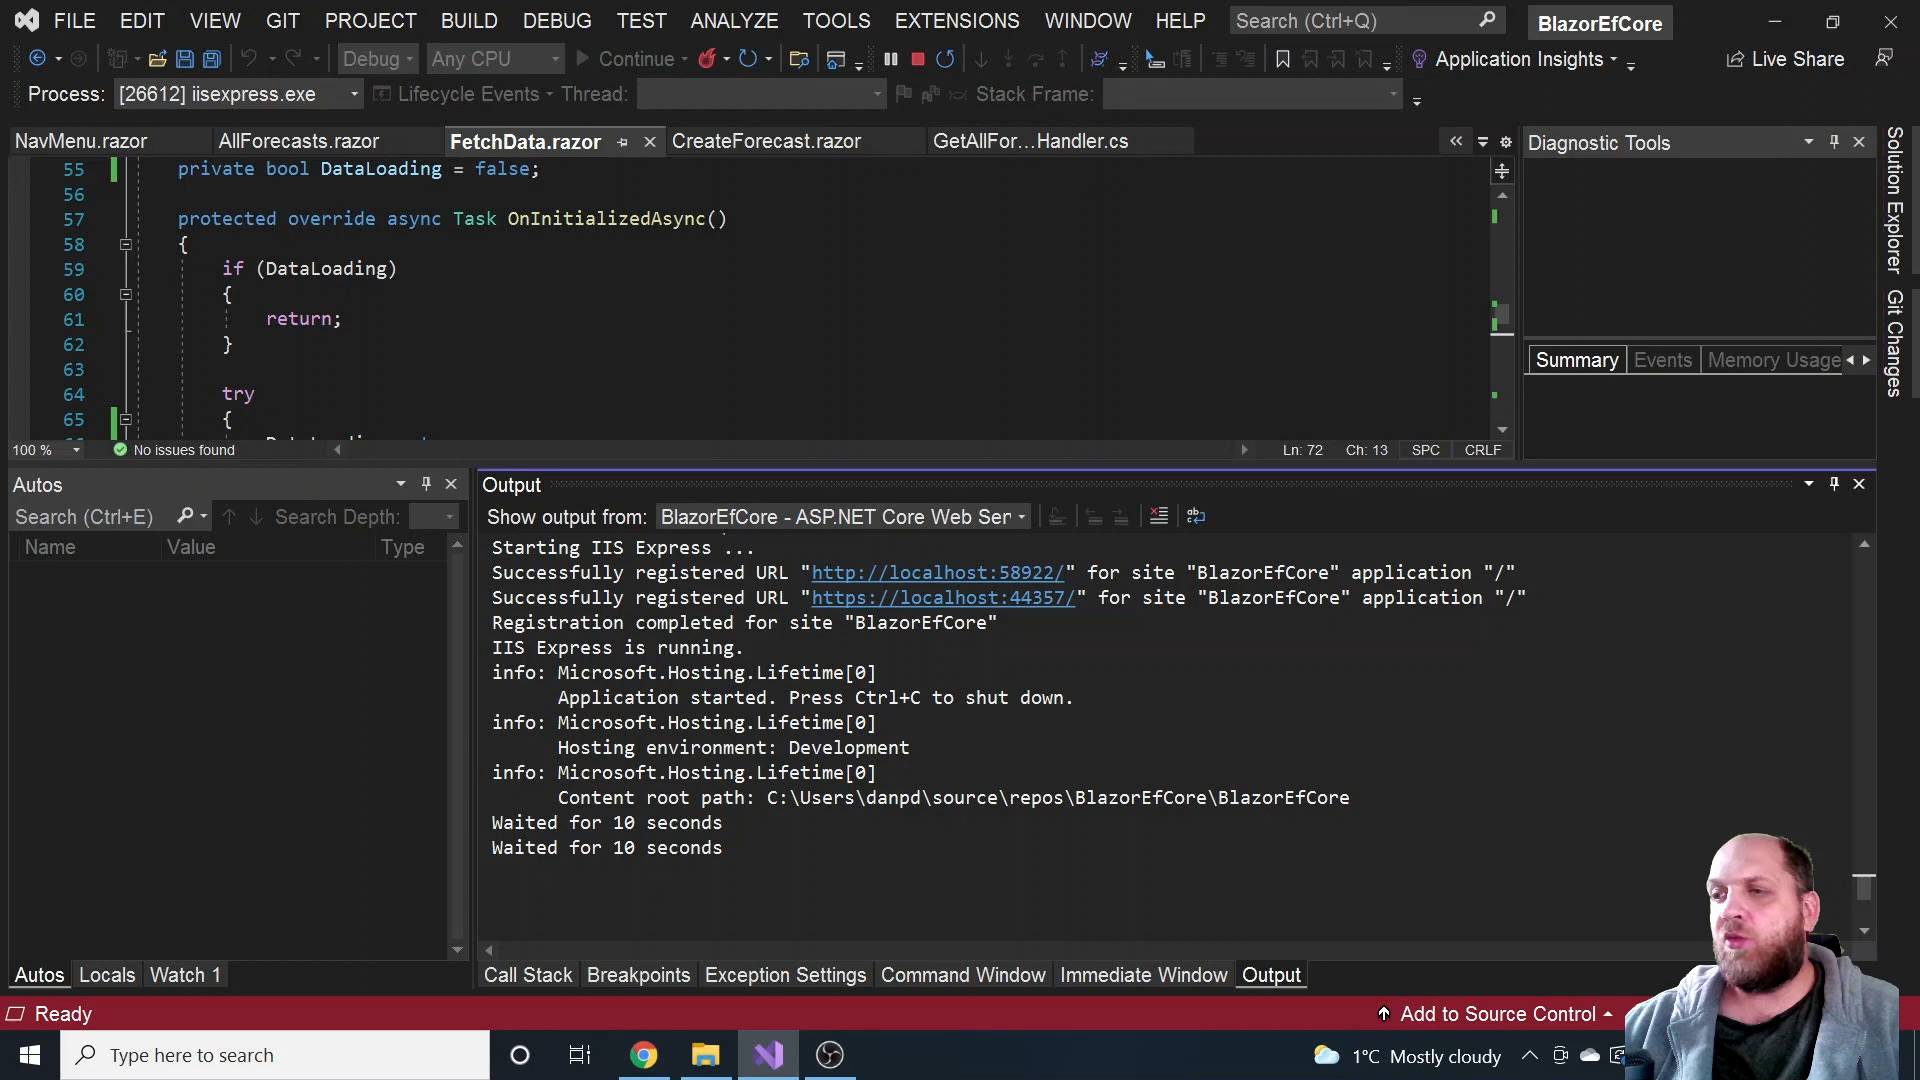 FILE EDIT VIEW GIT PROJECT BUILD DEBUG TEST ANALYZE TOOLS EXTENSIONS WINDOW HELP Search (Ctrl+Q) BlazorEfCore
Debug Any CPU Continue Application Insights Live Share
Process: [26612] iisexpress.exe Lifecycle Events Thread: Stack Frame:
NavMenu.razor AllForecasts.razor FetchData.razor CreateForecast.razor GetAllFor...Handler.cs
55 private bool DataLoading = false;
56
57 protected override async Task OnInitializedAsync()
58 {
59 if (DataLoading)
60 {
61 return;
62 }
63
64 try
65 {
100 % No issues found Ln: 72 Ch: 13 SPC CRLF
Diagnostic Tools
Summary Events Memory Usage
Solution Explorer
Git Changes
Autos
Search (Ctrl+E) Search Depth:
Name Value Type
Autos Locals Watch 1
Output
Show output from: BlazorEfCore - ASP.NET Core Web Ser
Starting IIS Express ...
Successfully registered URL "http://localhost:58922/" for site "BlazorEfCore" application "/"
Successfully registered URL "https://localhost:44357/" for site "BlazorEfCore" application "/"
Registration completed for site "BlazorEfCore"
IIS Express is running.
info: Microsoft.Hosting.Lifetime[0]
Application started. Press Ctrl+C to shut down.
info: Microsoft.Hosting.Lifetime[0]
Hosting environment: Development
info: Microsoft.Hosting.Lifetime[0]
Content root path: C:\Users\danpd\source\repos\BlazorEfCore\BlazorEfCore
Waited for 10 seconds
Waited for 10 seconds
Call Stack Breakpoints Exception Settings Command Window Immediate Window Output
Ready Add to Source Control
Type here to search 1°C Mostly cloudy